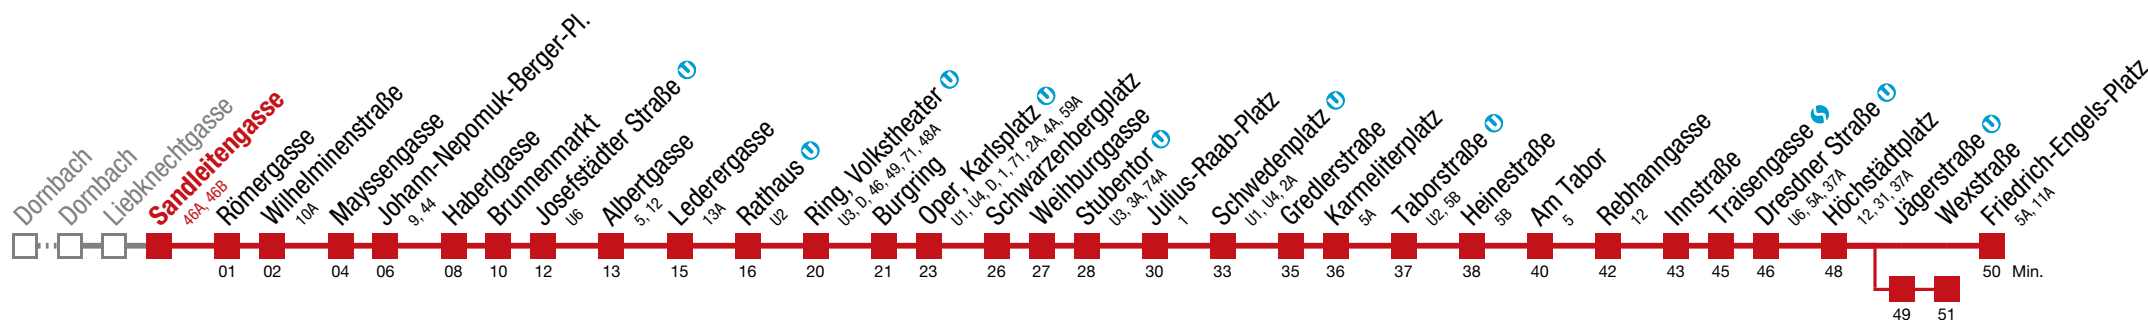 Dornbach
Dornbach
Liebknechtgasse
Sandleitengasse
46A, 46B
Römergasse
Wilhelminenstraße
10A
Mayssengasse
Johann-Nepomuk-Berger-Pl.
9, 44
Haberlgasse
Brunnenmarkt
Josefstädter Straße U
U6
Albertgasse
5, 12
Lederergasse
13A
Rathaus U
U2
Ring, Volkstheater U
U3, D, 46, 49, 71, 48A
Burgring
Oper, Karlsplatz U
U1, U4, D, 1, 71, 2A, 4A, 59A
Schwarzenbergplatz
Weihburggasse
Stubentor U
U3, 3A, 74A
Julius-Raab-Platz
1
Schwedenplatz U
U1, U4, 2A
Gredlerstraße
Karmeliterplatz
5A
Taborstraße U
U2, 5B
Heinestraße
5B
Am Tabor
5
Rebhanngasse
12
Innstraße
Traisengasse S
Dresdner Straße U
U6, 5A, 37A
Höchstädtplatz
12, 31, 37A
Jägerstraße U
Wexstraße
Friedrich-Engels-Platz
5A, 11A
01 02 04 06 08 10 12 13 15 16 20 21 23 26 27 28 30 33 35 36 37 38 40 42 43 45 46 48 50 Min.
49 51